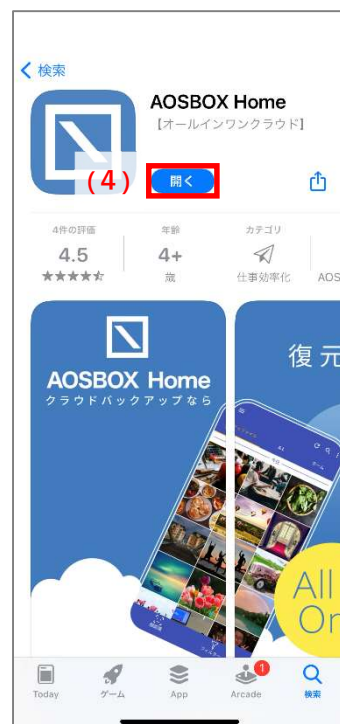 検索
AOSBOX Home
【オールインワンクラウド】
(4)
開く
4件の評価
年齢
カテゴリ
4.5
4+
歳
仕事効率化
AOS
AOSBOX Home
クラウドバックアップなら
復元
All
On
Today
ゲーム
App
Arcade
1
検索